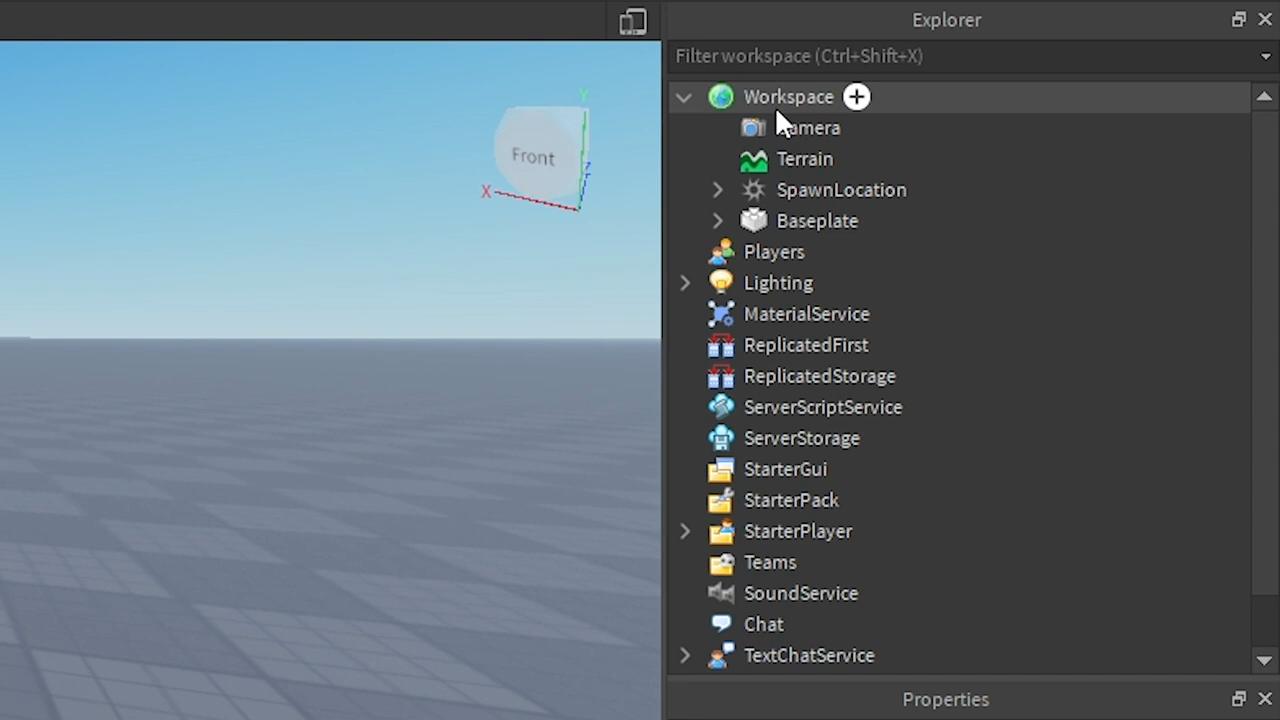 Explorer
Filter workspace (Ctrl+Shift+X)
Workspace
Camera
Terrain
SpawnLocation
Baseplate
Players
Lighting
MaterialService
ReplicatedFirst
ReplicatedStorage
ServerScriptService
ServerStorage
StarterGui
StarterPack
StarterPlayer
Teams
SoundService
Chat
TextChatService
Properties
Y
Front
Z
X